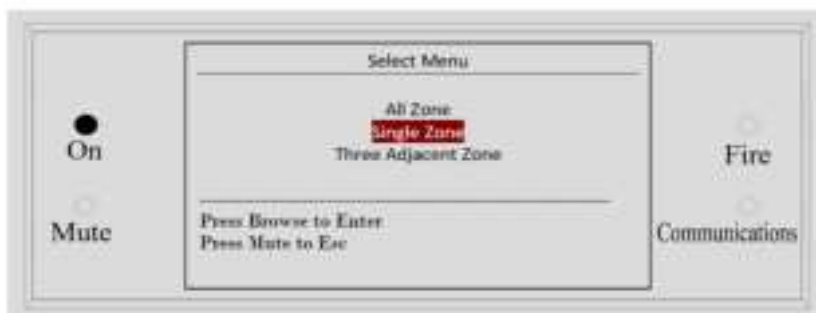 Select Menu
All Zone
Single Zone
Three Adjacent Zone
On
Fire
Mute
Press Browse to Enter
Press Mute to Esc
Communications